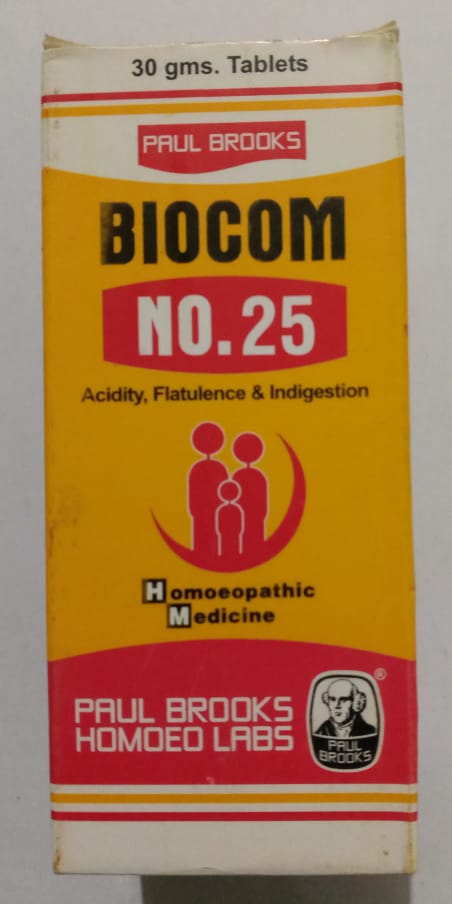 30 gms. Tablets
PAUL BROOKS
BIOCOM
NO. 25
Acidity, Flatulence & Indigestion
Homoeopathic
Medicine
PAUL BROOKS
HOMOEO LABS
®
PAUL
BROOKS